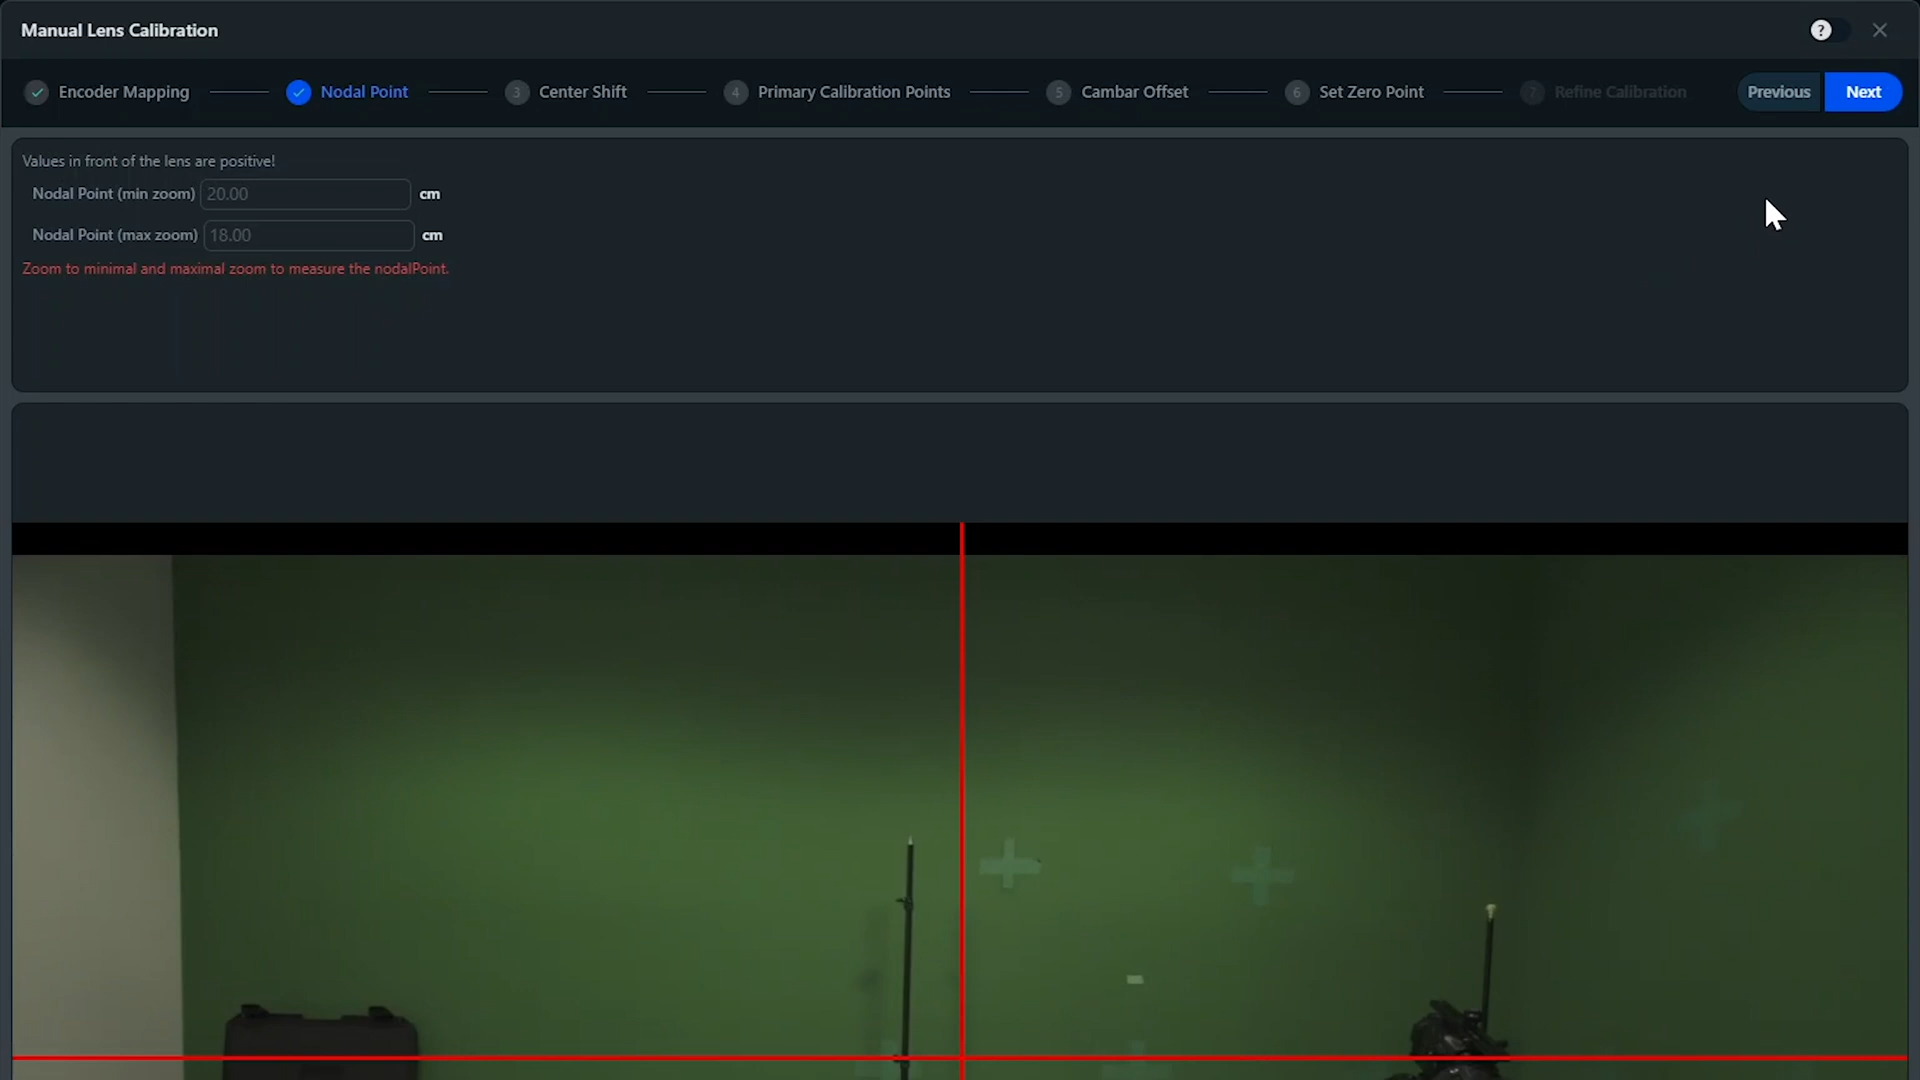 Manual Lens Calibration
?
Encoder Mapping
Nodal Point
3 Center Shift
4 Primary Calibration Points
5 Cambar Offset
6 Set Zero Point
7 Refine Calibration
Previous
Next
Values in front of the lens are positive!
Nodal Point (min zoom) 20.00 cm
Nodal Point (max zoom) 18.00 cm
Zoom to minimal and maximal zoom to measure the nodalPoint.